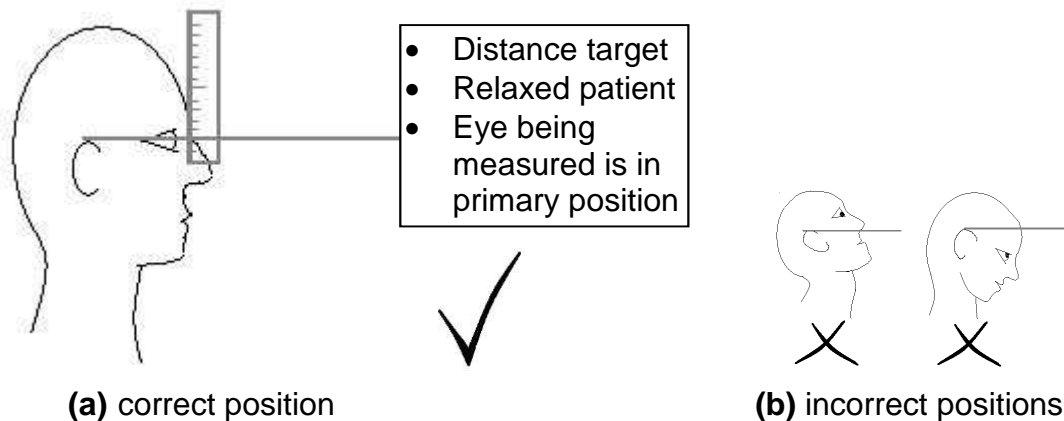 • Distance target
• Relaxed patient
• Eye being
measured is in
primary position
(a) correct position
(b) incorrect positions